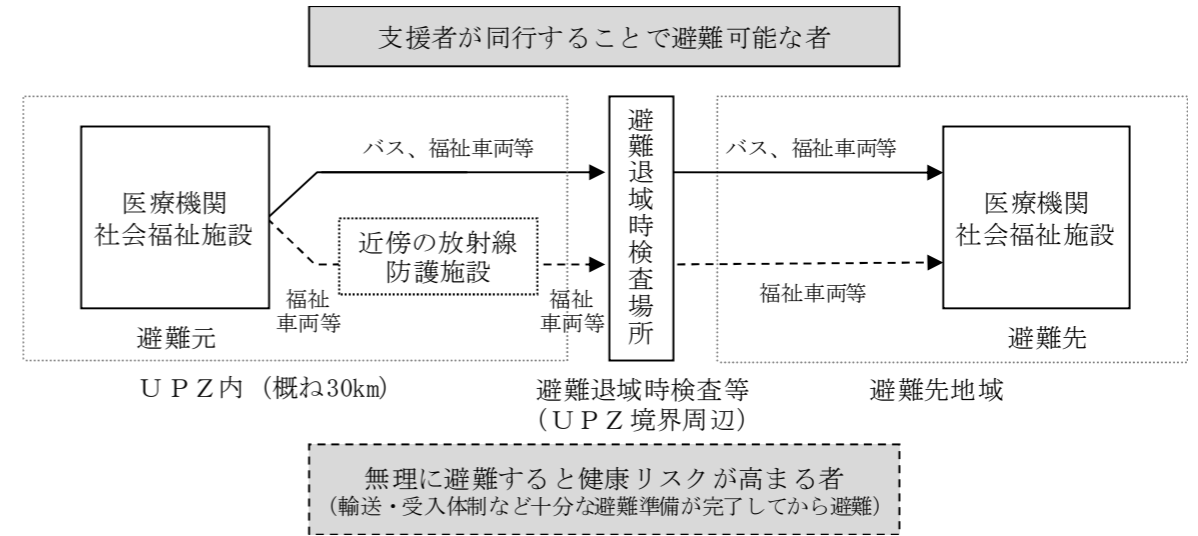 支援者が同行することで避難可能な者
バス、福祉車両等
バス、福祉車両等
医療機関
社会福祉施設
近傍の放射線
防護施設
福祉
車両等
福祉
車両等
避難元
避難退域時検査場所
福祉車両等
医療機関
社会福祉施設
避難先
ＵＰＺ内 (概ね30km)
避難退域時検査等
（ＵＰＺ境界周辺）
避難先地域
無理に避難すると健康リスクが高まる者
（輸送・受入体制など十分な避難準備が完了してから避難）